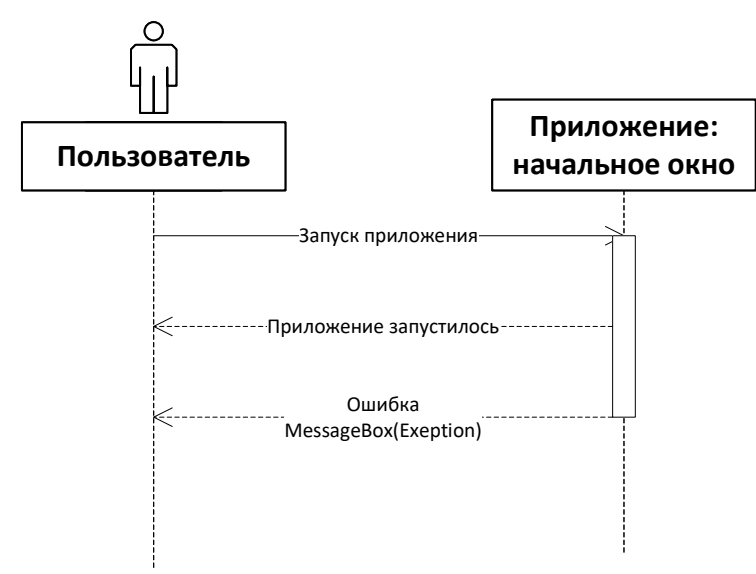 Пользователь
Приложение:
начальное окно
Запуск приложения
Приложение запустилось
Ошибка
MessageBox(Exeption)